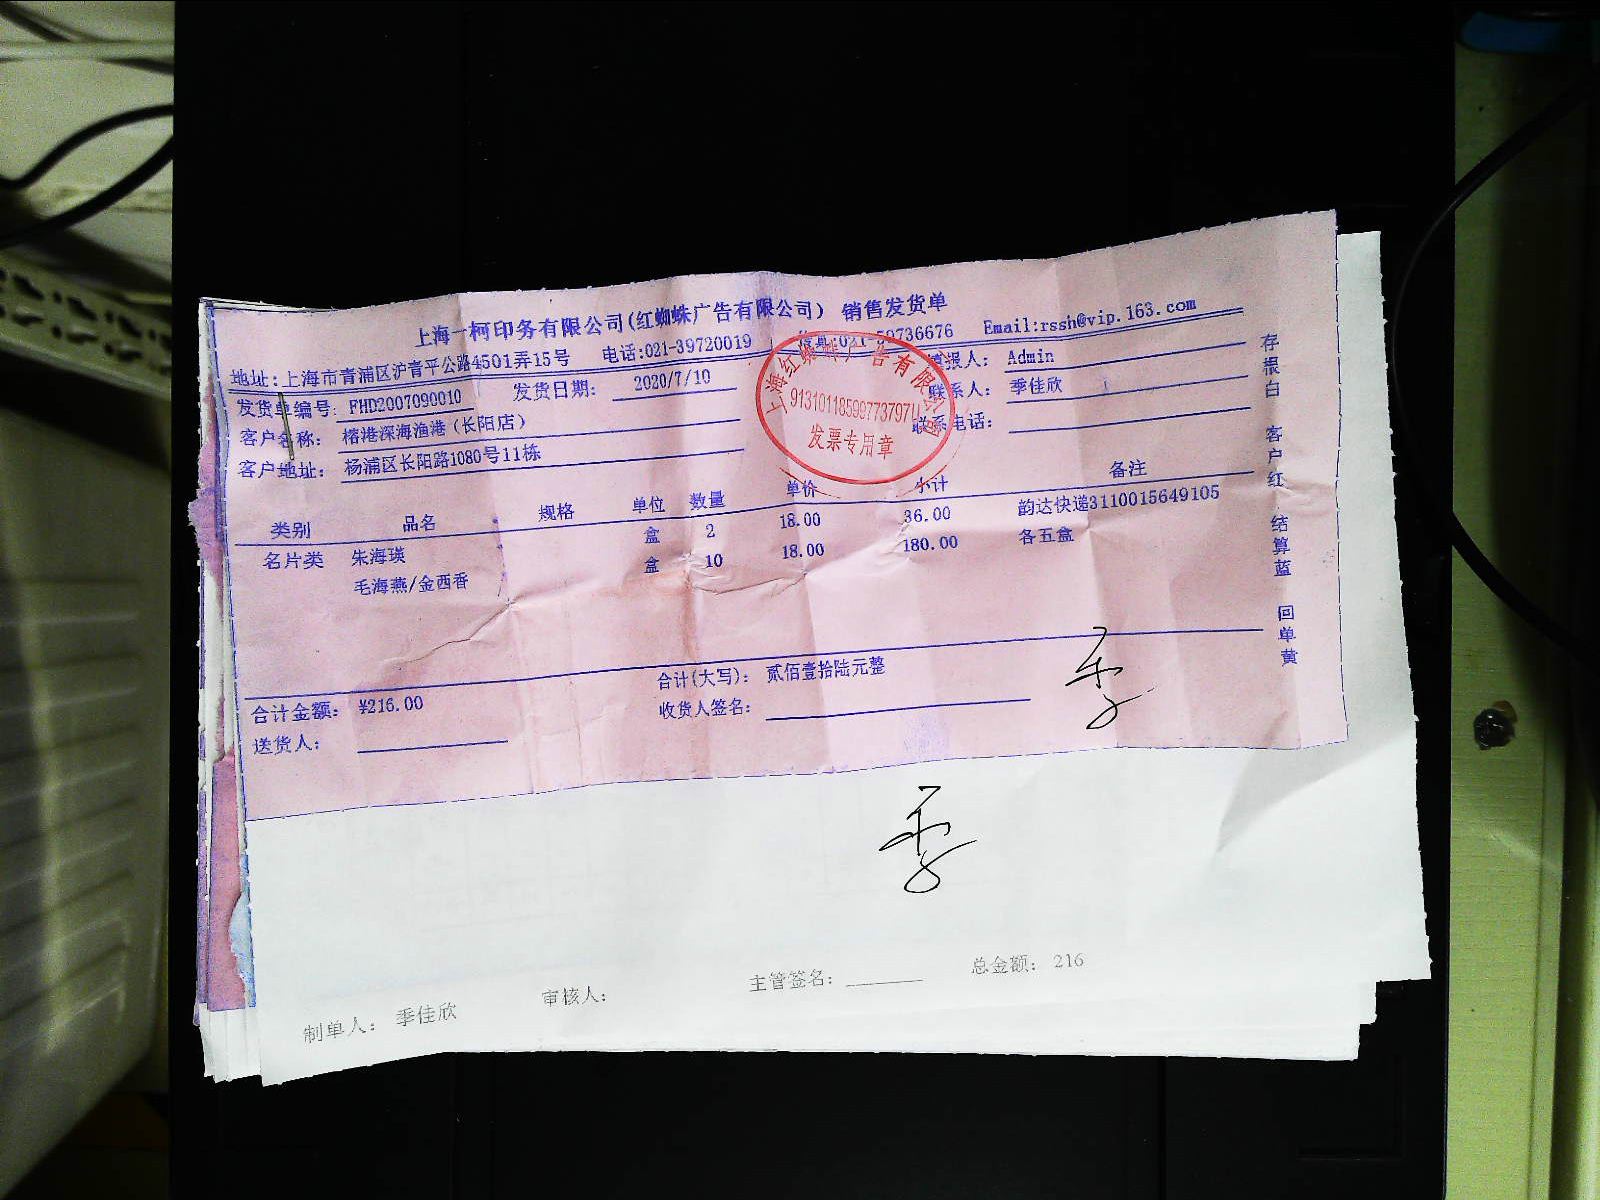 上海一柯印务有限公司(红蜘蛛广告有限公司) 销售发货单
地址:上海市青浦区沪青平公路4501弄15号 电话:021-39720019 传真:021-59736676 Email:rssh@vip.163.com
发货单编号: FHD2007090010 发货日期: 2020/7/10 填报人: Admin
客户名称: 榕港深海渔港(长阳店) 联系人: 季佳欣
客户地址: 杨浦区长阳路1080号11栋 联系电话:
上海红蜘蛛广告有限公司
发票专用章
类别 品名 规格 单位 数量 单价 小计 备注
名片类 朱海瑛 盒 2 18.00 36.00 韵达快递3110015649105
毛海燕/金西香 盒 10 18.00 180.00 各五盒
合计金额: ¥216.00 合计(大写): 贰佰壹拾陆元整
送货人: 收货人签名:
季
存根白 客户红 结算蓝 回单黄
季
制单人: 季佳欣 审核人: 主管签名: 总金额: 216